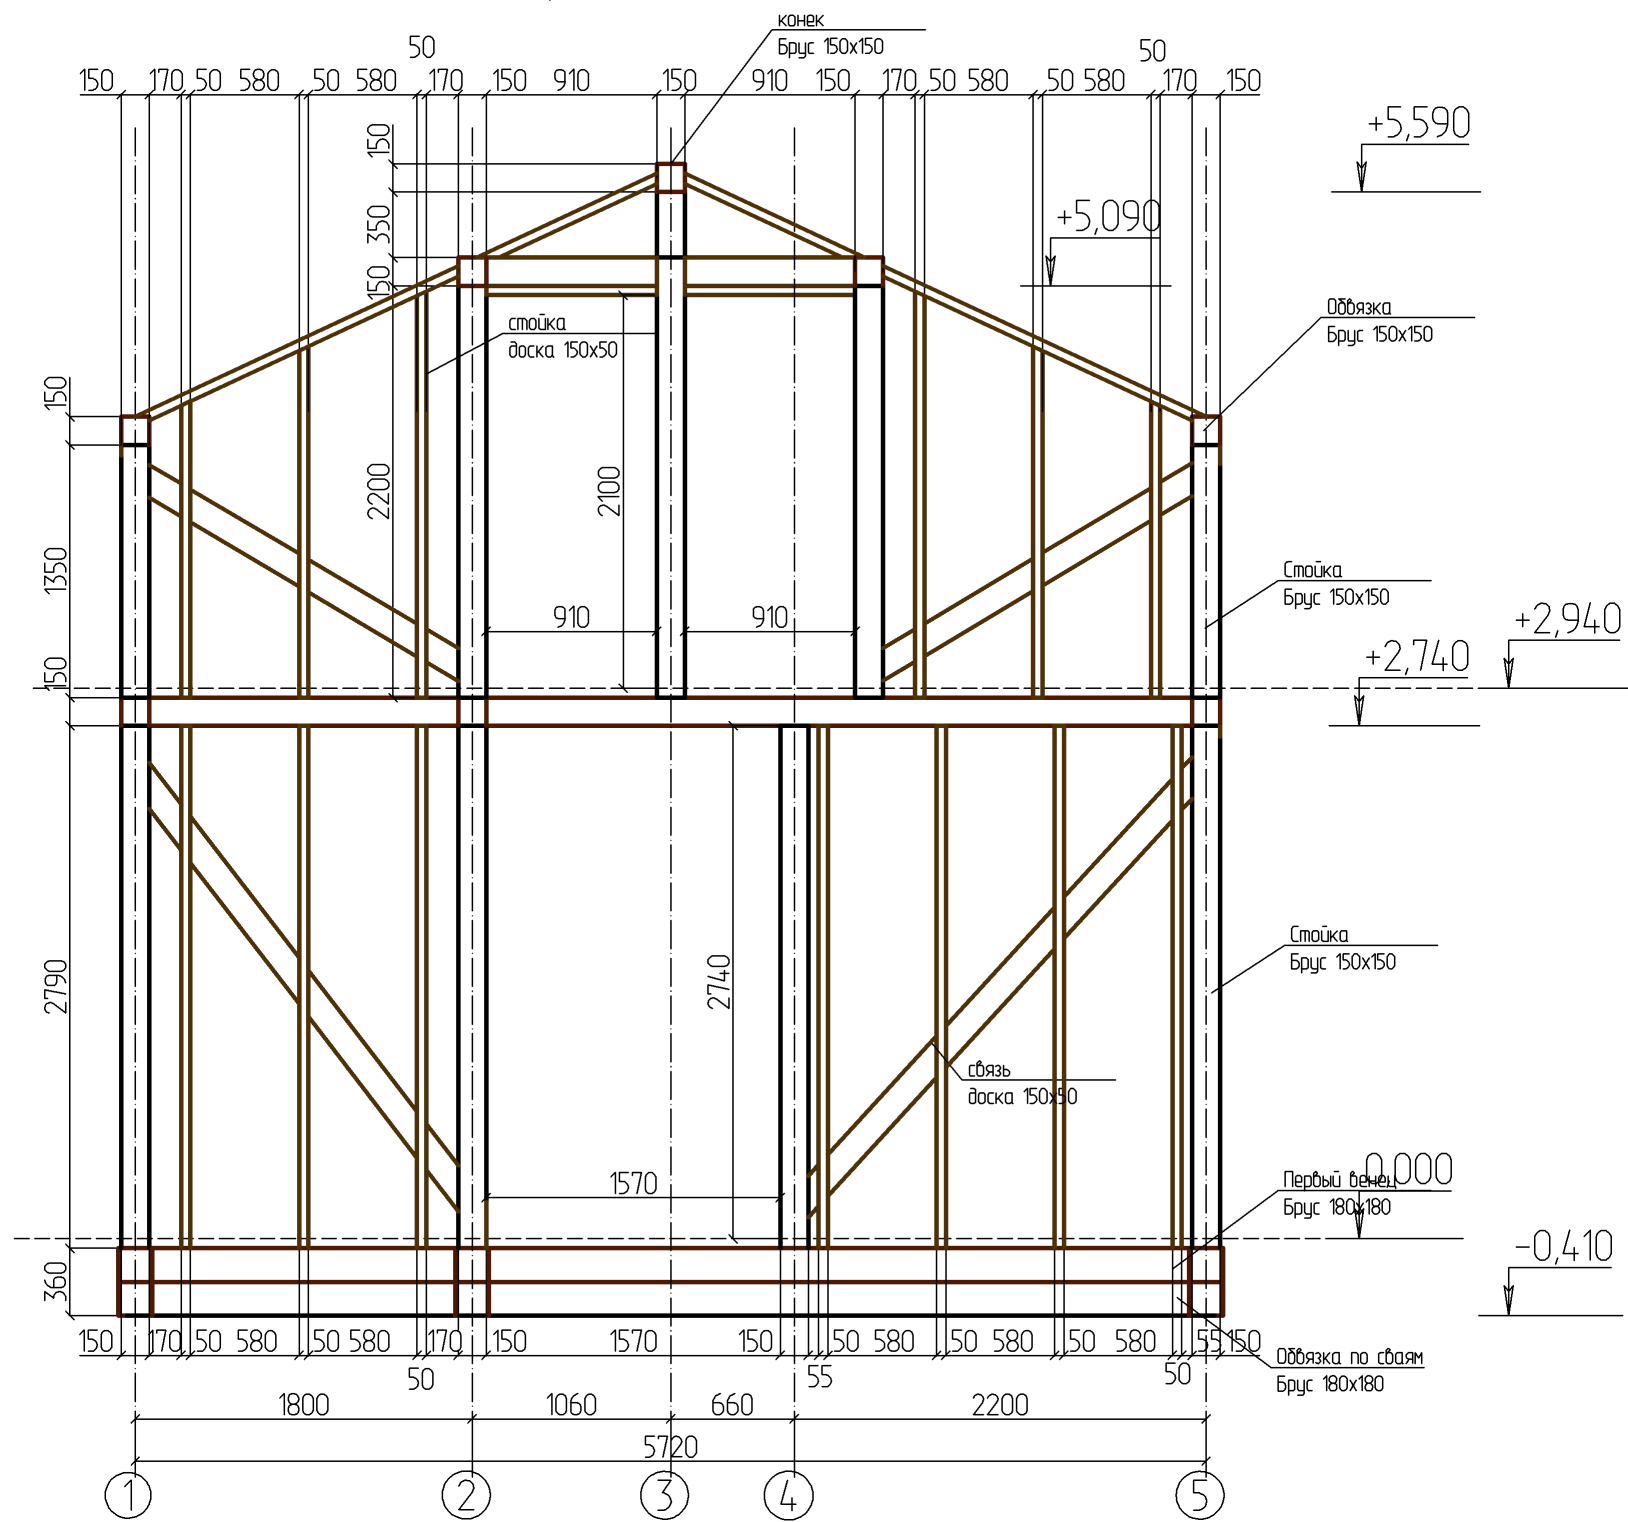 конек
Брус 150х150
50
50
150 170 50 580 50 580 170 150 910 150 910 150 170 50 580 50 580 170 150
+5,590
150
350
+5,090
150
Обвязка
Брус 150х150
стойка
доска 150х50
150
2200
2100
1350
Стойка
Брус 150х150
910
910
+2,940
+2,740
150
Стойка
Брус 150х150
2790
2740
связь
доска 150х50
0,000
1570
Первый венец
Брус 180х180
-0,410
360
150 170 50 580 50 580 170 150 1570 150 50 580 50 580 50 580 55 150
50
55
50
Обвязка по сваям
Брус 180х180
1800 1060 660 2200
5720
1 2 3 4 5